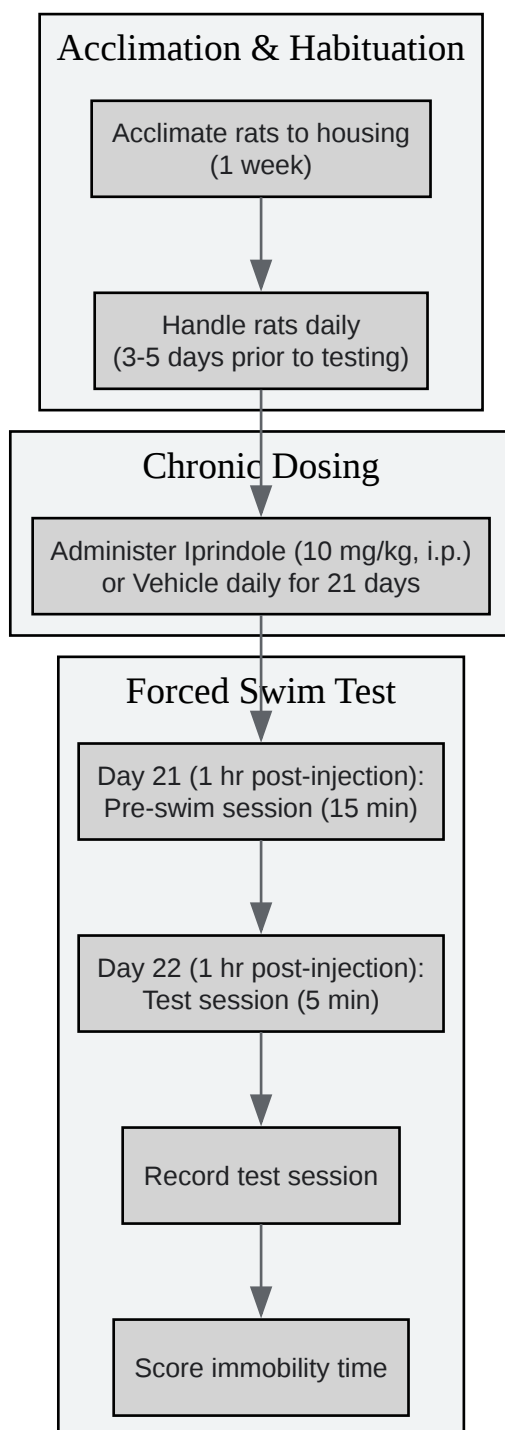 Acclimation & Habituation
Acclimate rats to housing
(1 week)
Handle rats daily
(3-5 days prior to testing)
Chronic Dosing
Administer Iprindole (10 mg/kg, i.p.)
or Vehicle daily for 21 days
Forced Swim Test
Day 21 (1 hr post-injection):
Pre-swim session (15 min)
Day 22 (1 hr post-injection):
Test session (5 min)
Record test session
Score immobility time